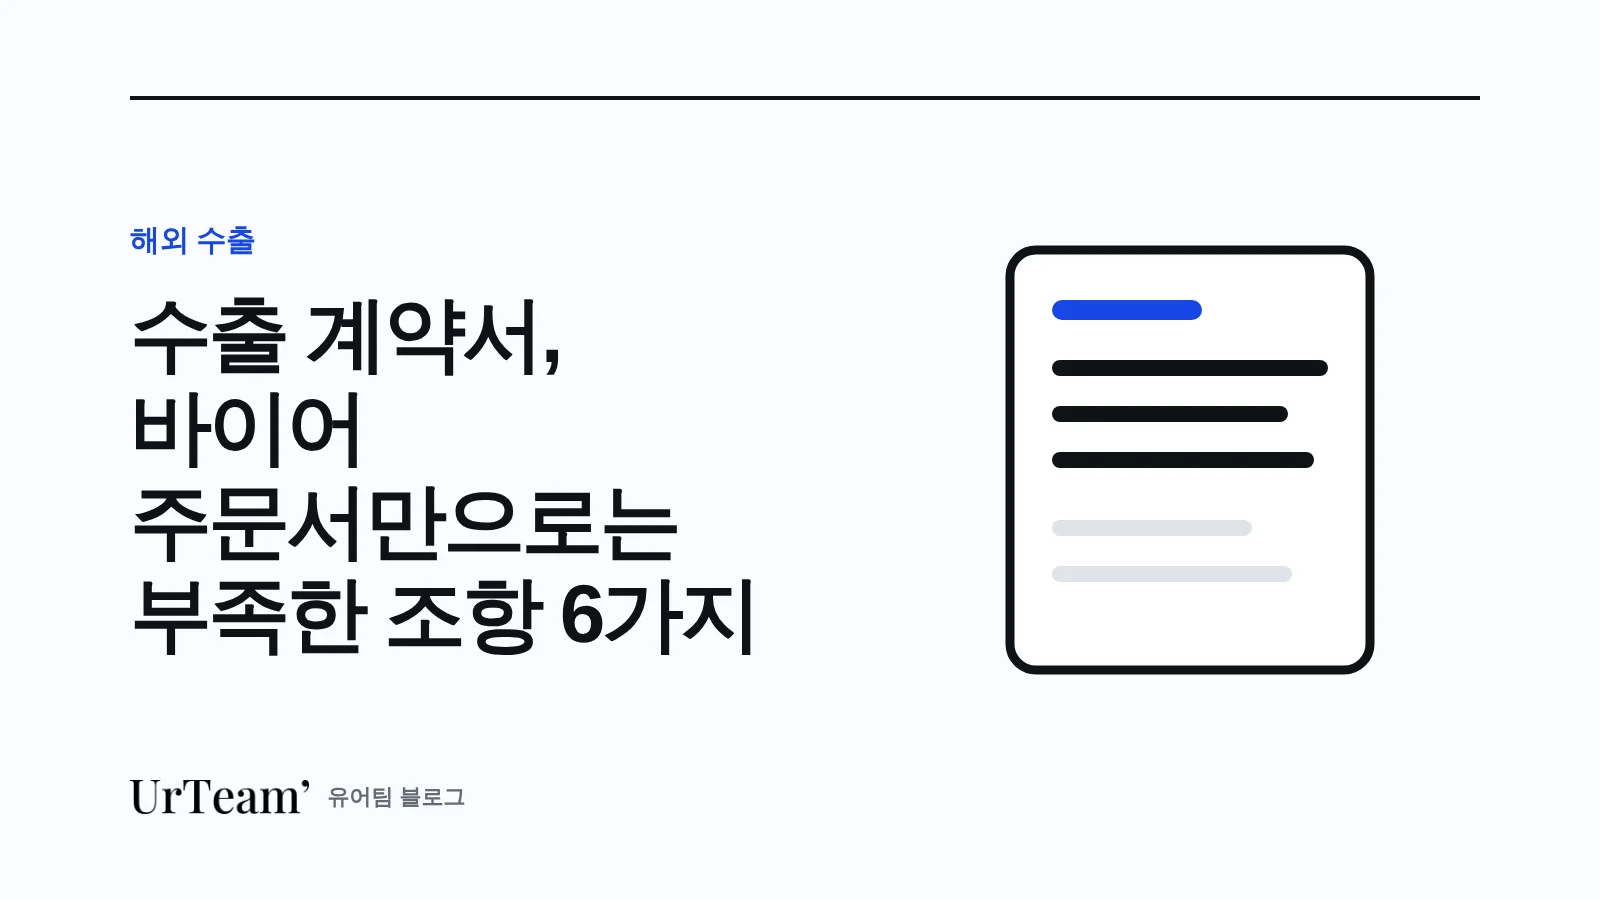 해외 수출
수출 계약서,
바이어
주문서만으로는
부족한 조항 6가지
UrTeam’ 유어팀 블로그